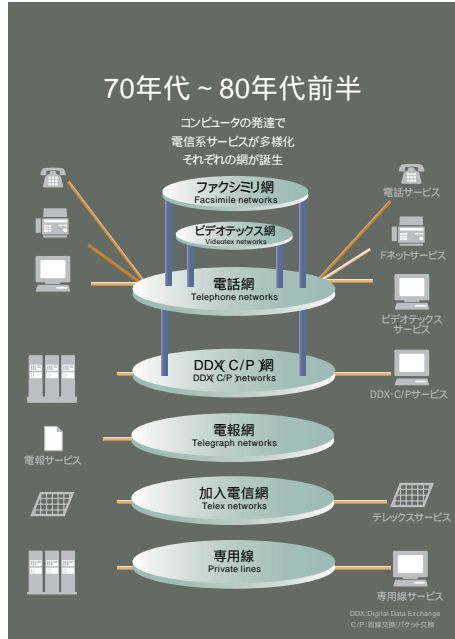 70年代 ~ 80年代前半
コンピュータの発達で
電信系サービスが多様化
それぞれの網が誕生
ファクシミリ網
Facsimile networks
電話サービス
ビデオテックス網
Videotex networks
Fネットサービス
電話網
Telephone networks
ビデオテックス
サービス
DDX( C/P )網
DDX( C/P )networks
DDX-C/Pサービス
電報網
Telegraph networks
電報サービス
加入電信網
Telex networks
テレックスサービス
専用線
Private lines
専用線サービス
DDX:Digital Data Exchange
C/P:回線交換/パケット交換